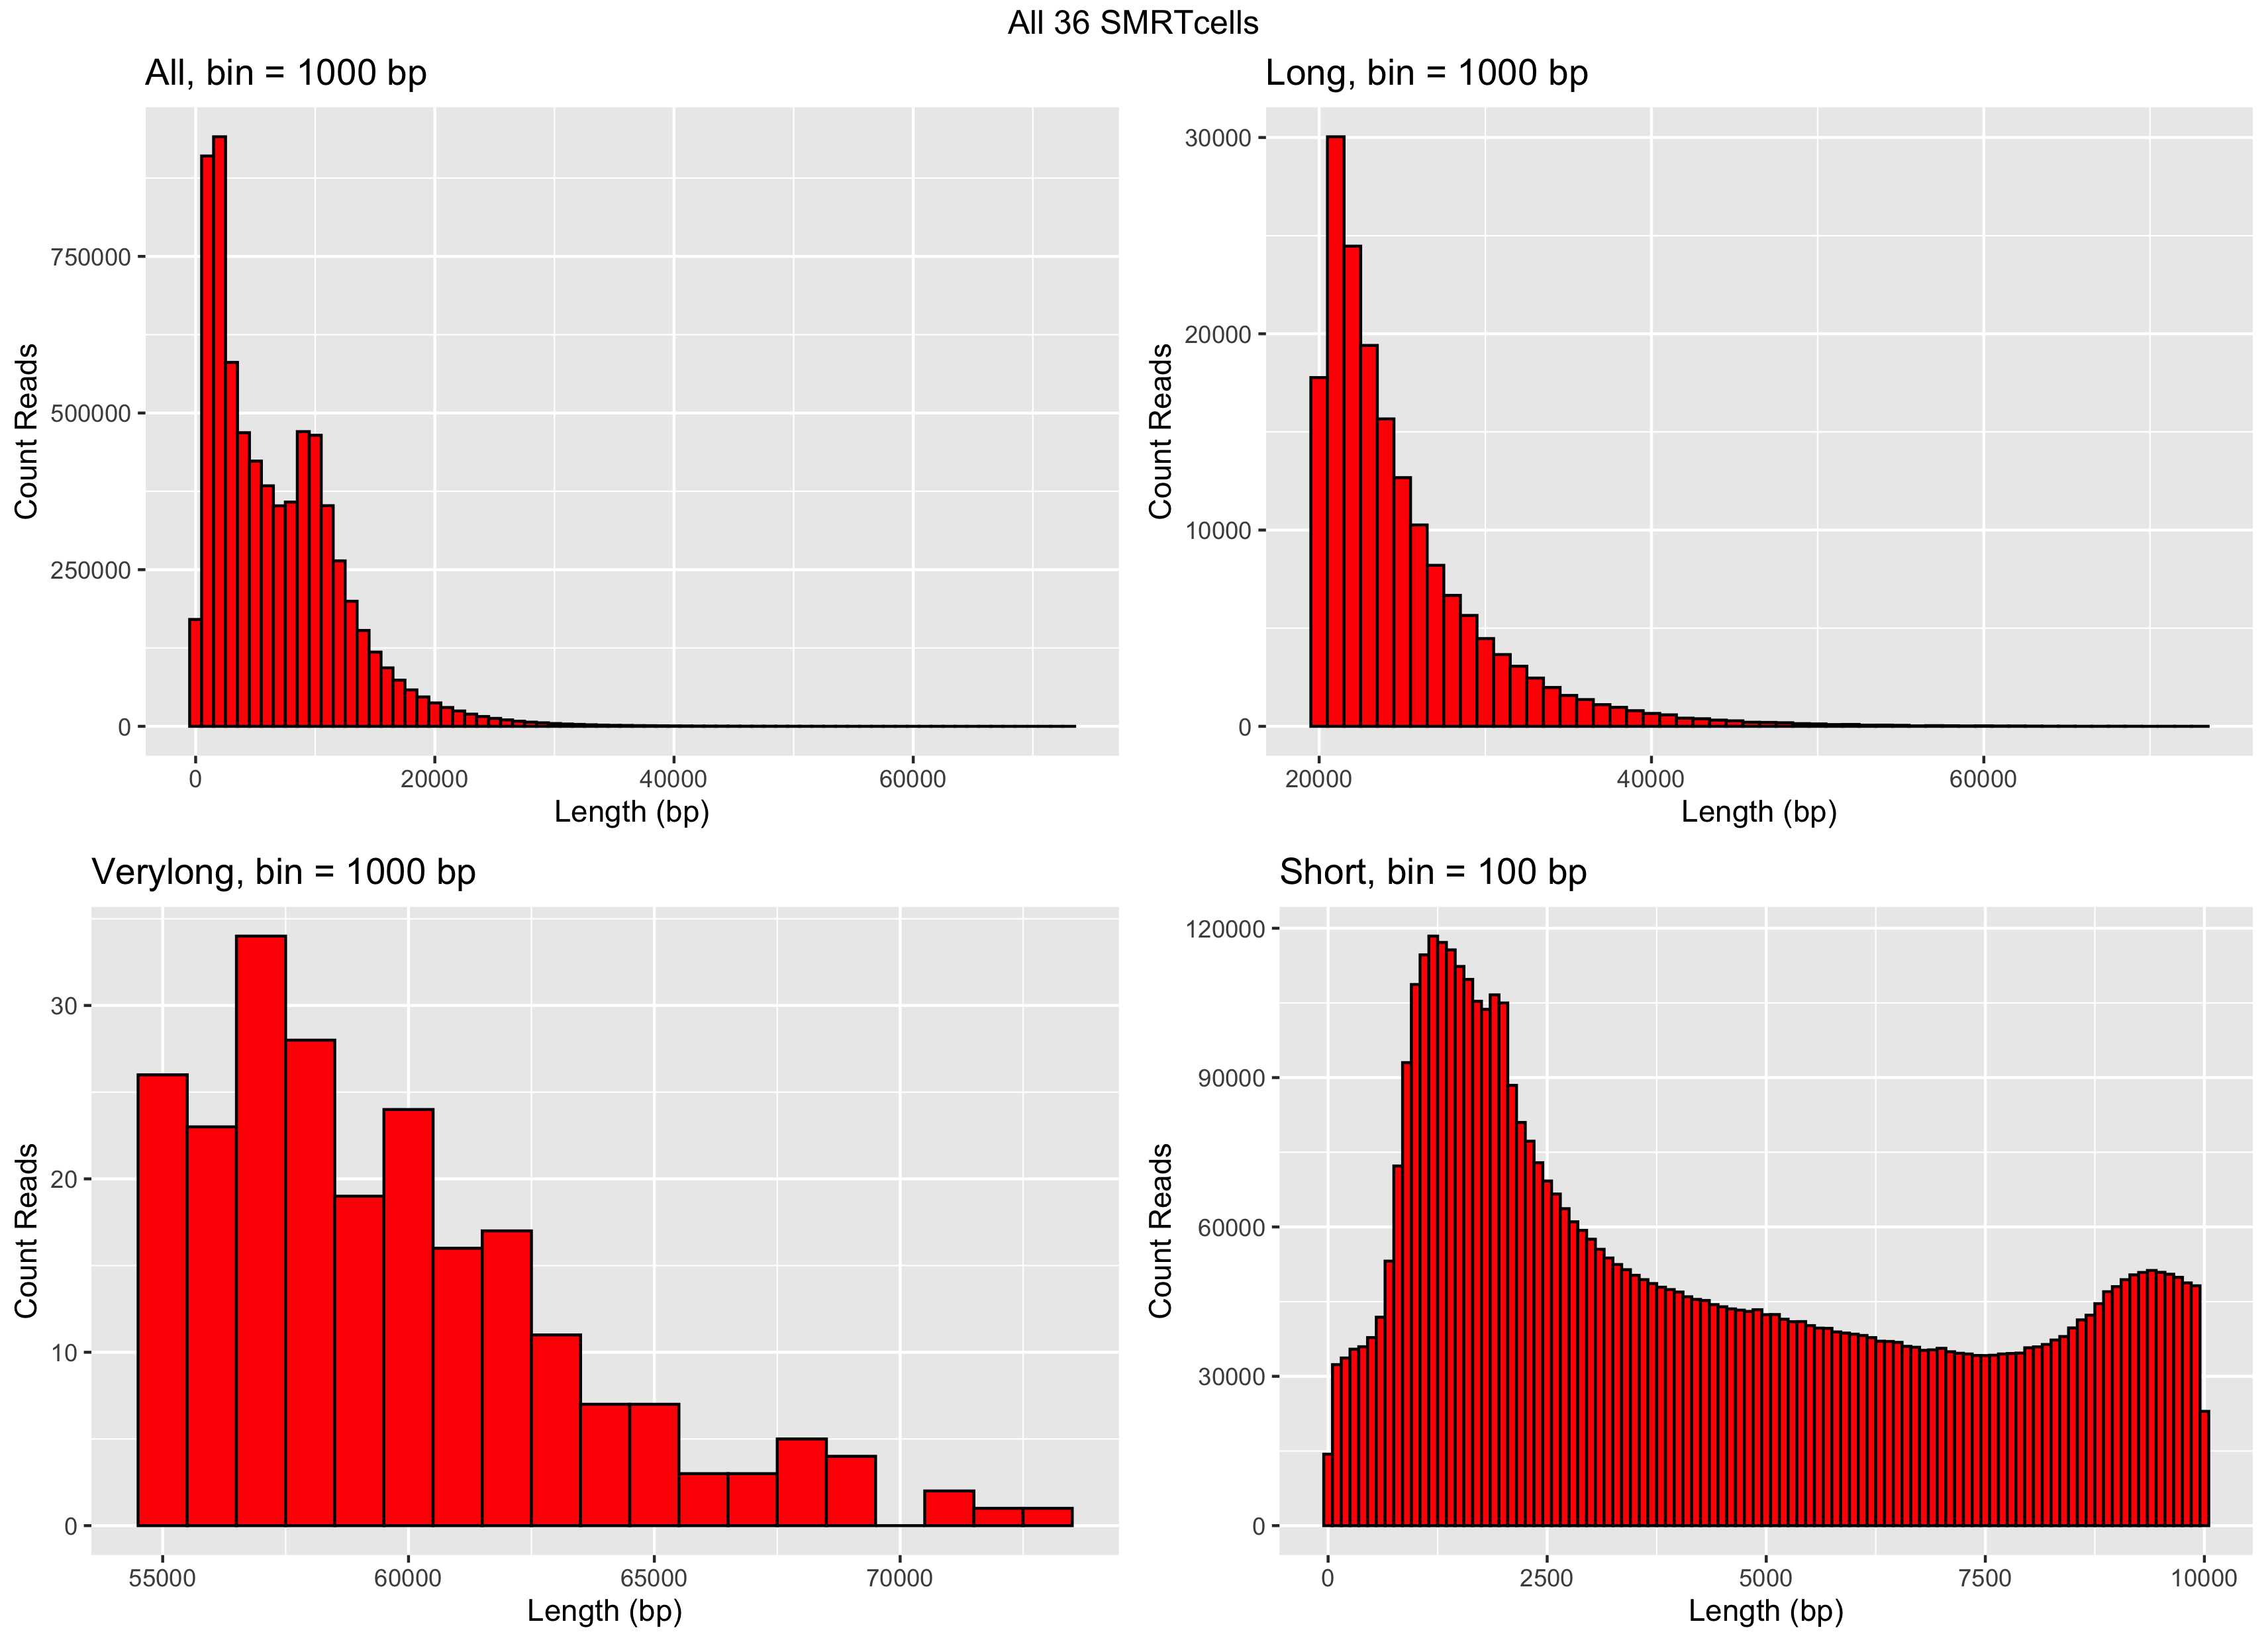 All 36 SMRTcells
All, bin = 1000 bp
Count Reads
750000
500000
250000
0
0 20000 40000 60000
Length (bp)
Long, bin = 1000 bp
Count Reads
30000
20000
10000
0
20000 40000 60000
Length (bp)
Verylong, bin = 1000 bp
Count Reads
30
20
10
0
55000 60000 65000 70000
Length (bp)
Short, bin = 100 bp
Count Reads
120000
90000
60000
30000
0
0 2500 5000 7500 10000
Length (bp)